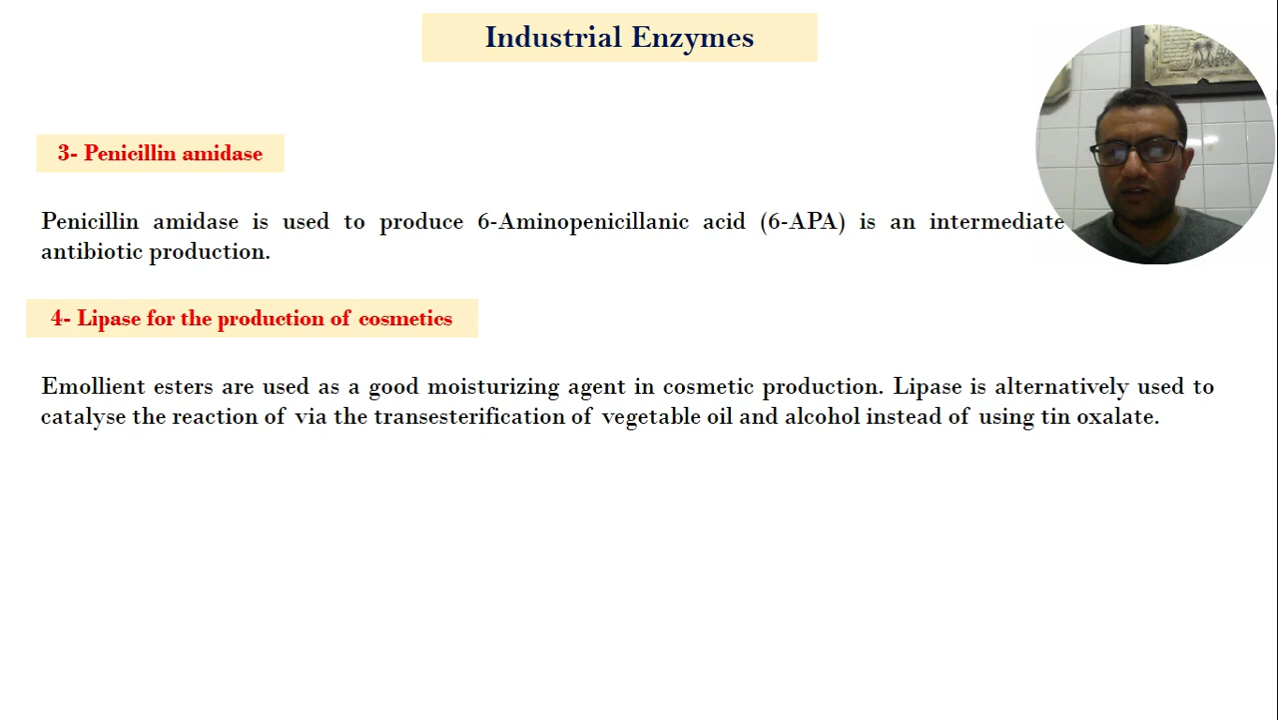 Industrial Enzymes
3- Penicillin amidase
Penicillin amidase is used to produce 6-Aminopenicillanic acid (6-APA) is an intermediate
antibiotic production.
4- Lipase for the production of cosmetics
Emollient esters are used as a good moisturizing agent in cosmetic production. Lipase is alternatively used to
catalyse the reaction of via the transesterification of vegetable oil and alcohol instead of using tin oxalate.